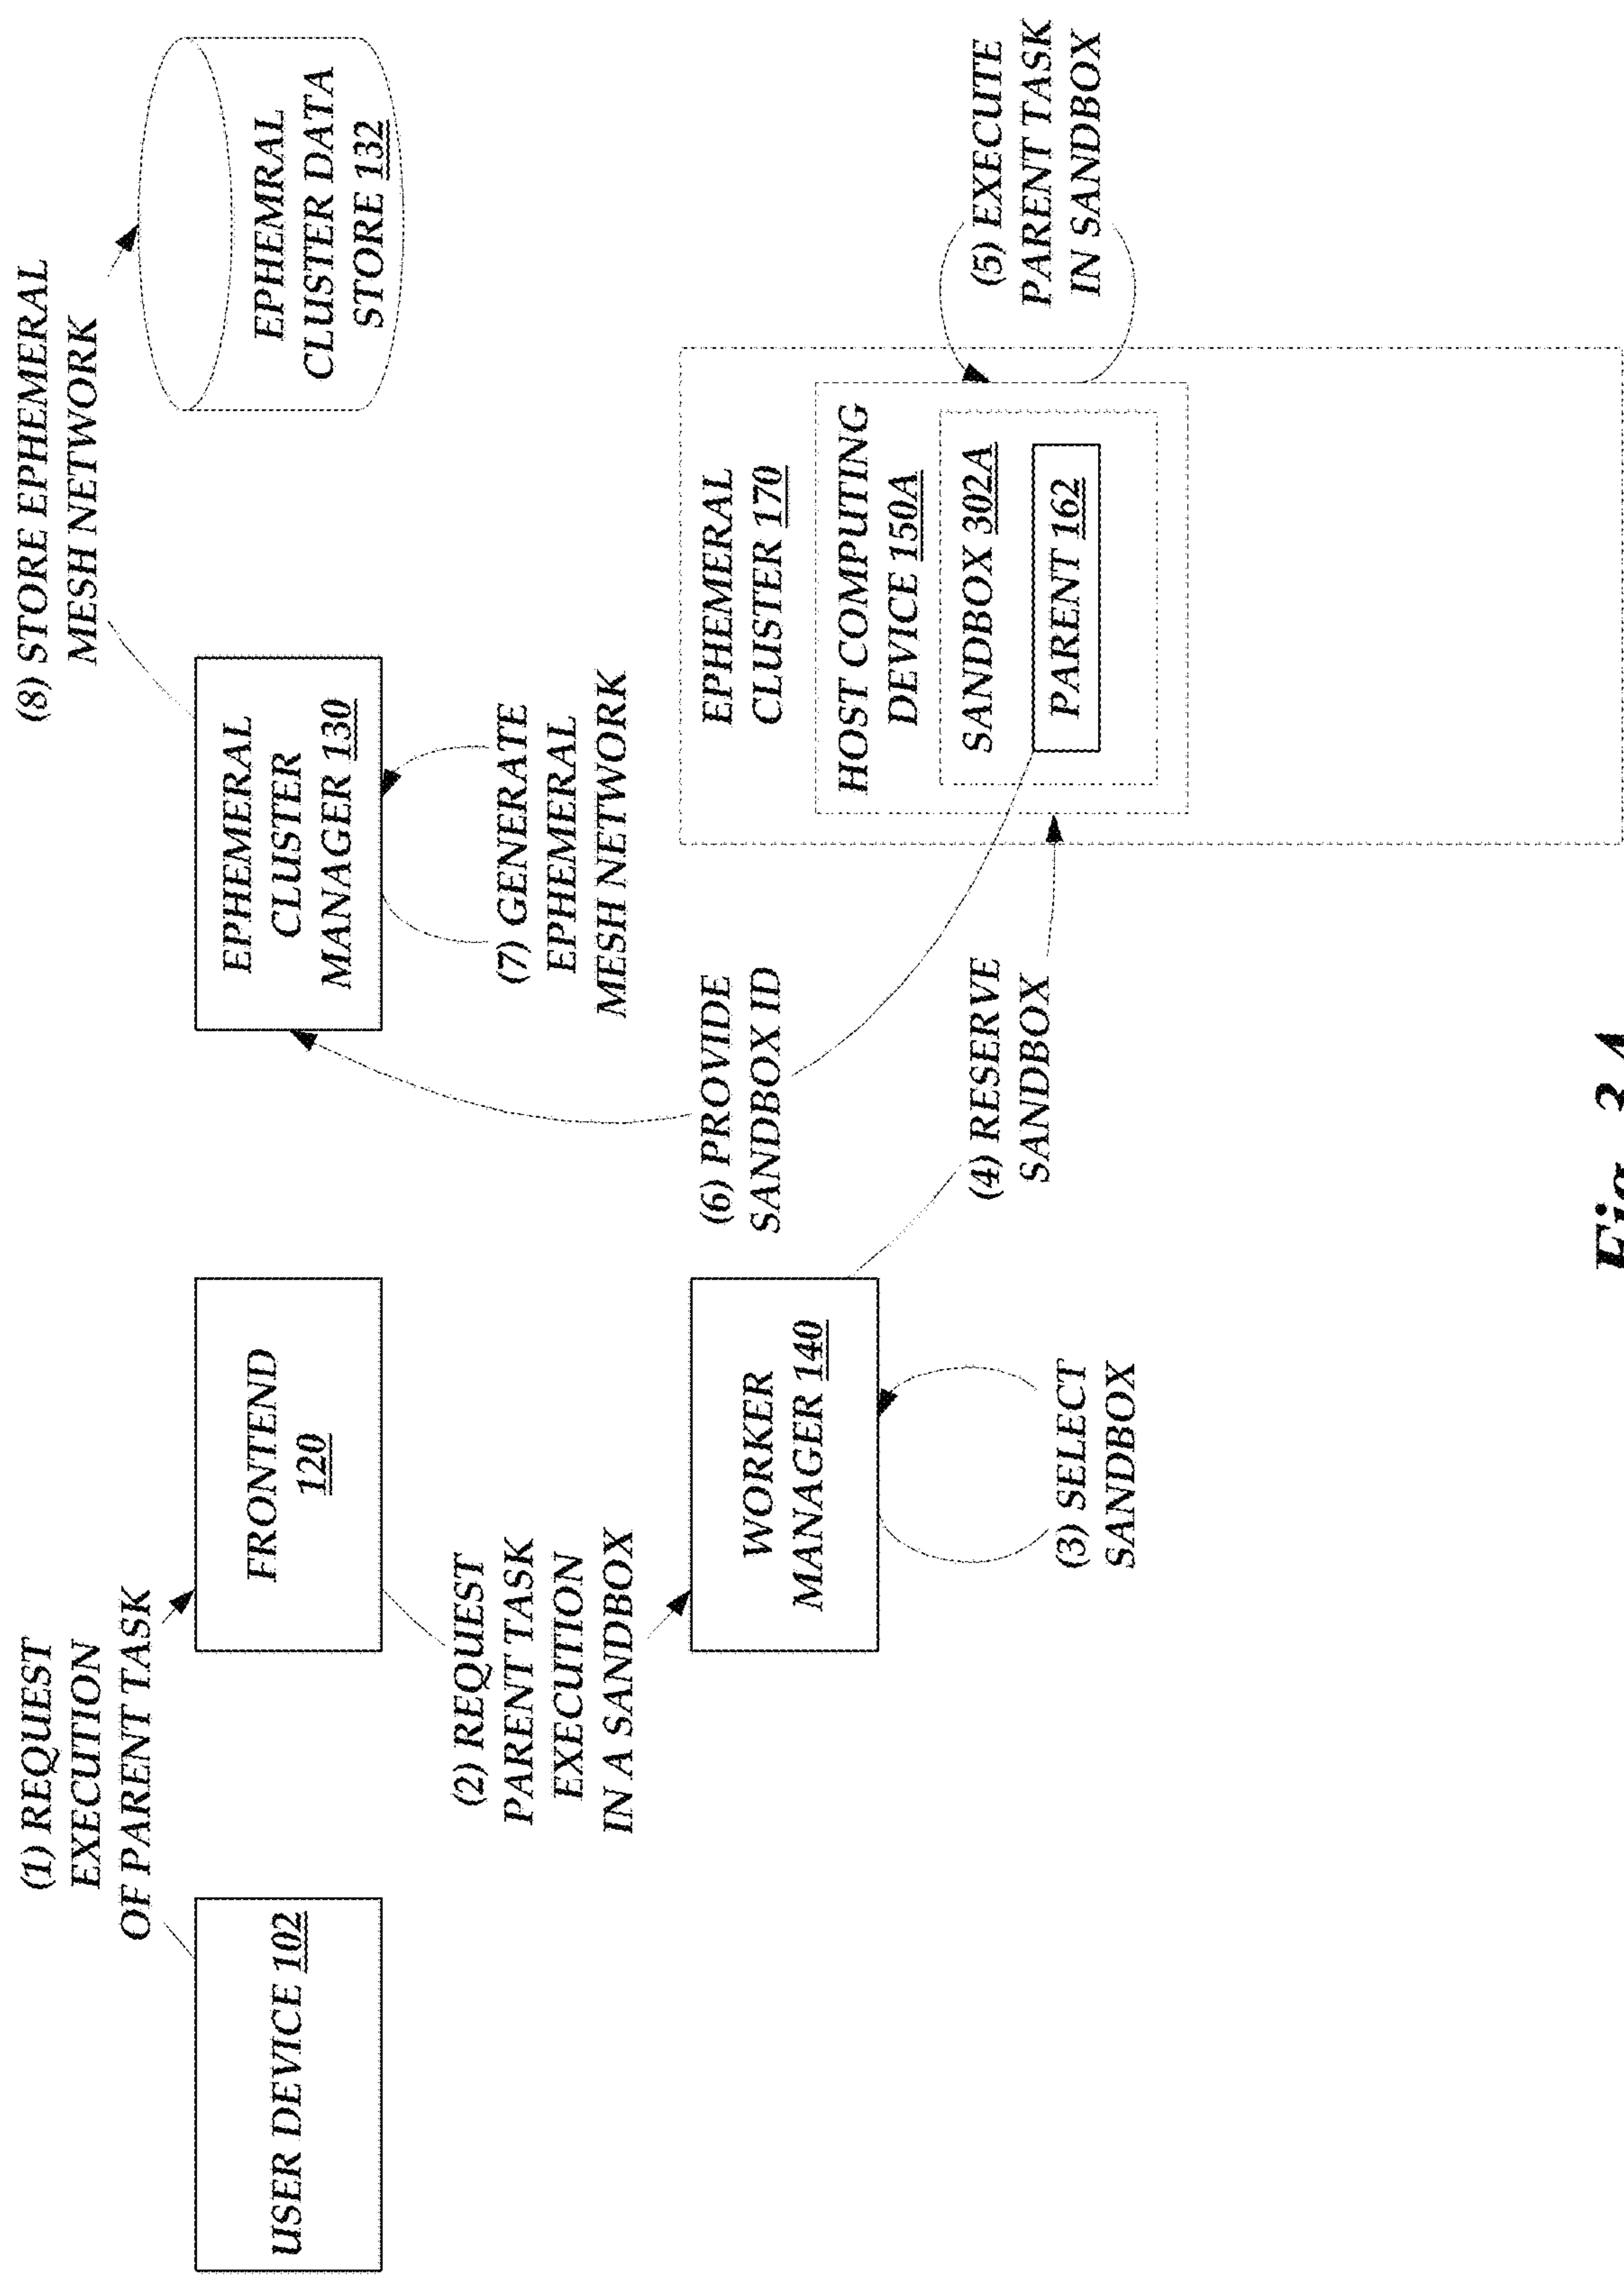 (1) REQUEST
EXECUTION
OF PARENT TASK
USER DEVICE 102
FRONTEND
120
(2) REQUEST
PARENT TASK
EXECUTION
IN A SANDBOX
WORKER
MANAGER 140
(3) SELECT
SANDBOX
(4) RESERVE
SANDBOX
EPHEMERAL
CLUSTER 170
HOST COMPUTING
DEVICE 150A
SANDBOX 302A
PARENT 162
(5) EXECUTE
PARENT TASK
IN SANDBOX
(6) PROVIDE
SANDBOX ID
EPHEMERAL
CLUSTER
MANAGER 130
(7) GENERATE
EPHEMERAL
MESH NETWORK
(8) STORE EPHEMERAL
MESH NETWORK
EPHEMRAL
CLUSTER DATA
STORE 132
Fig. 3A